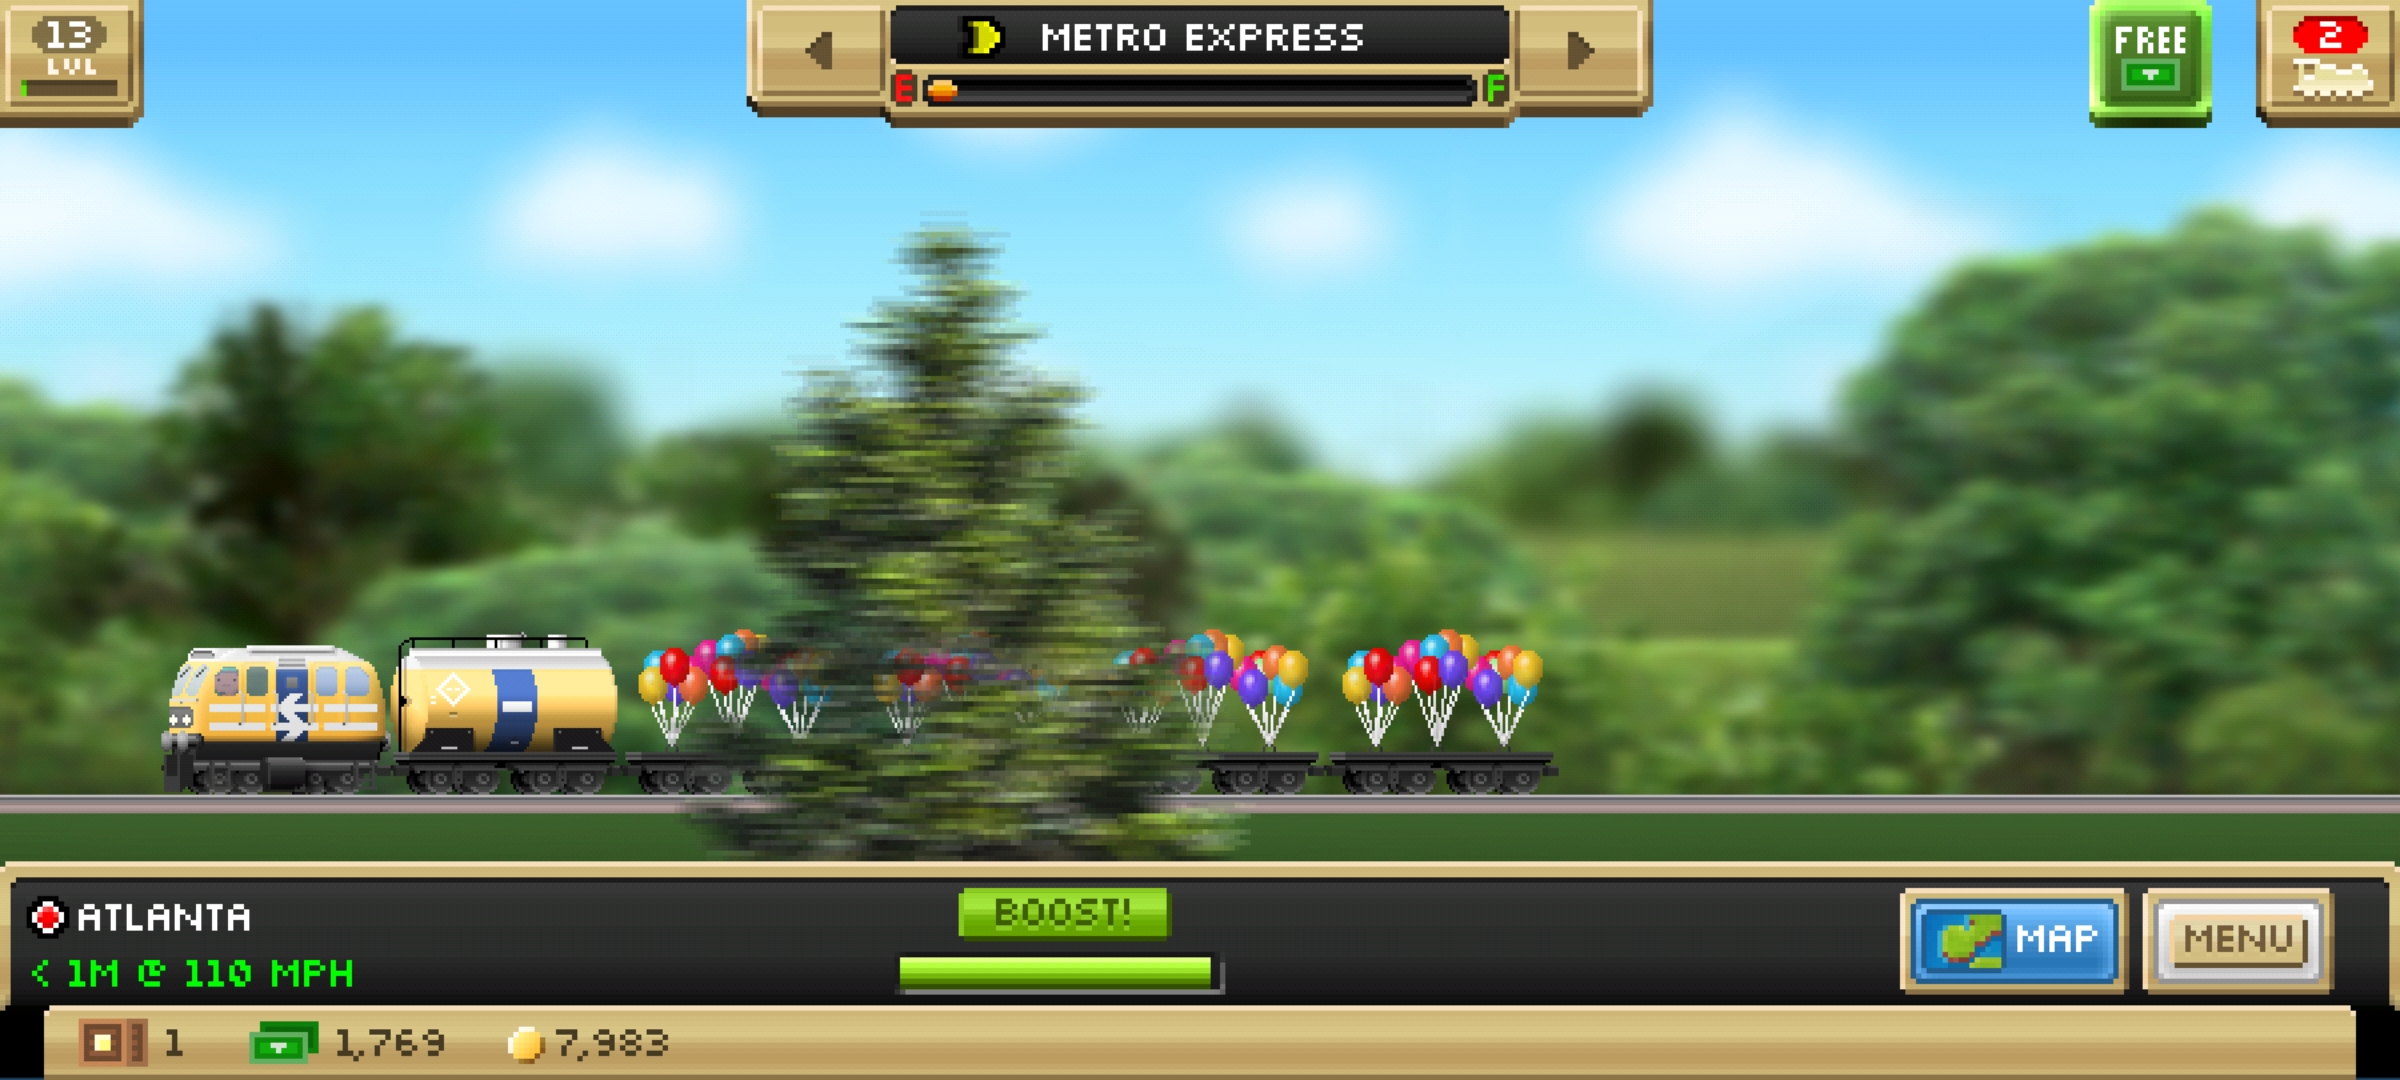 13
LVL
METRO EXPRESS
E F
FREE
2
ATLANTA
< 1M @ 110 MPH
BOOST!
MAP
MENU
1 1,769 7,983